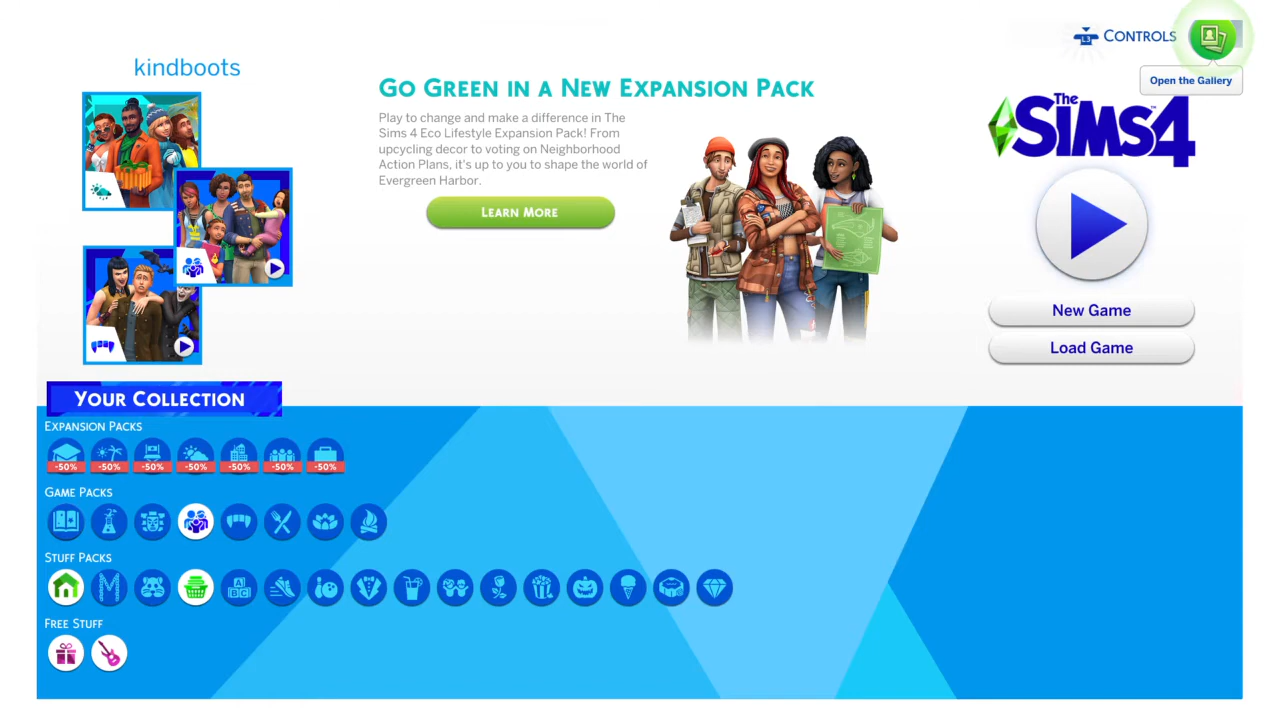 CONTROLS
Open the Gallery
kindboots
GO GREEN IN A NEW EXPANSION PACK
Play to change and make a difference in The
Sims 4 Eco Lifestyle Expansion Pack! From
upcycling decor to voting on Neighborhood
Action Plans, it's up to you to shape the world of
Evergreen Harbor.
LEARN MORE
The
SiMS4
New Game
Load Game
YOUR COLLECTION
EXPANSION PACKS
-50% -50% -50% -50% -50% -50% -50%
GAME PACKS
STUFF PACKS
FREE STUFF